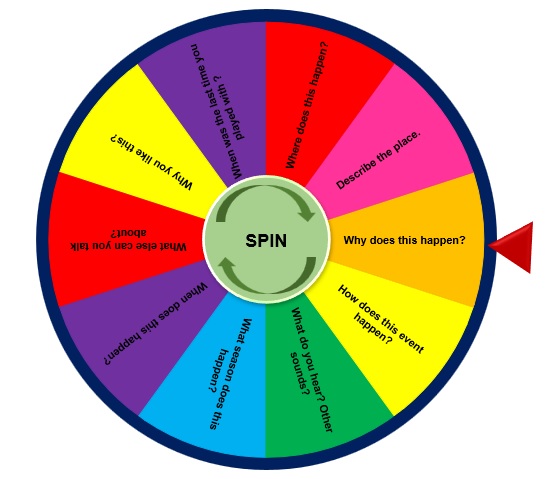 Where does this happen?
Describe the place.
Why does this happen?
How does this event
happen?
What do you hear? Other
sounds?
What season does this
happen?
When does this happen?
What else can you talk
about?
Why you like this?
When was the last time you
played with ?
SPIN